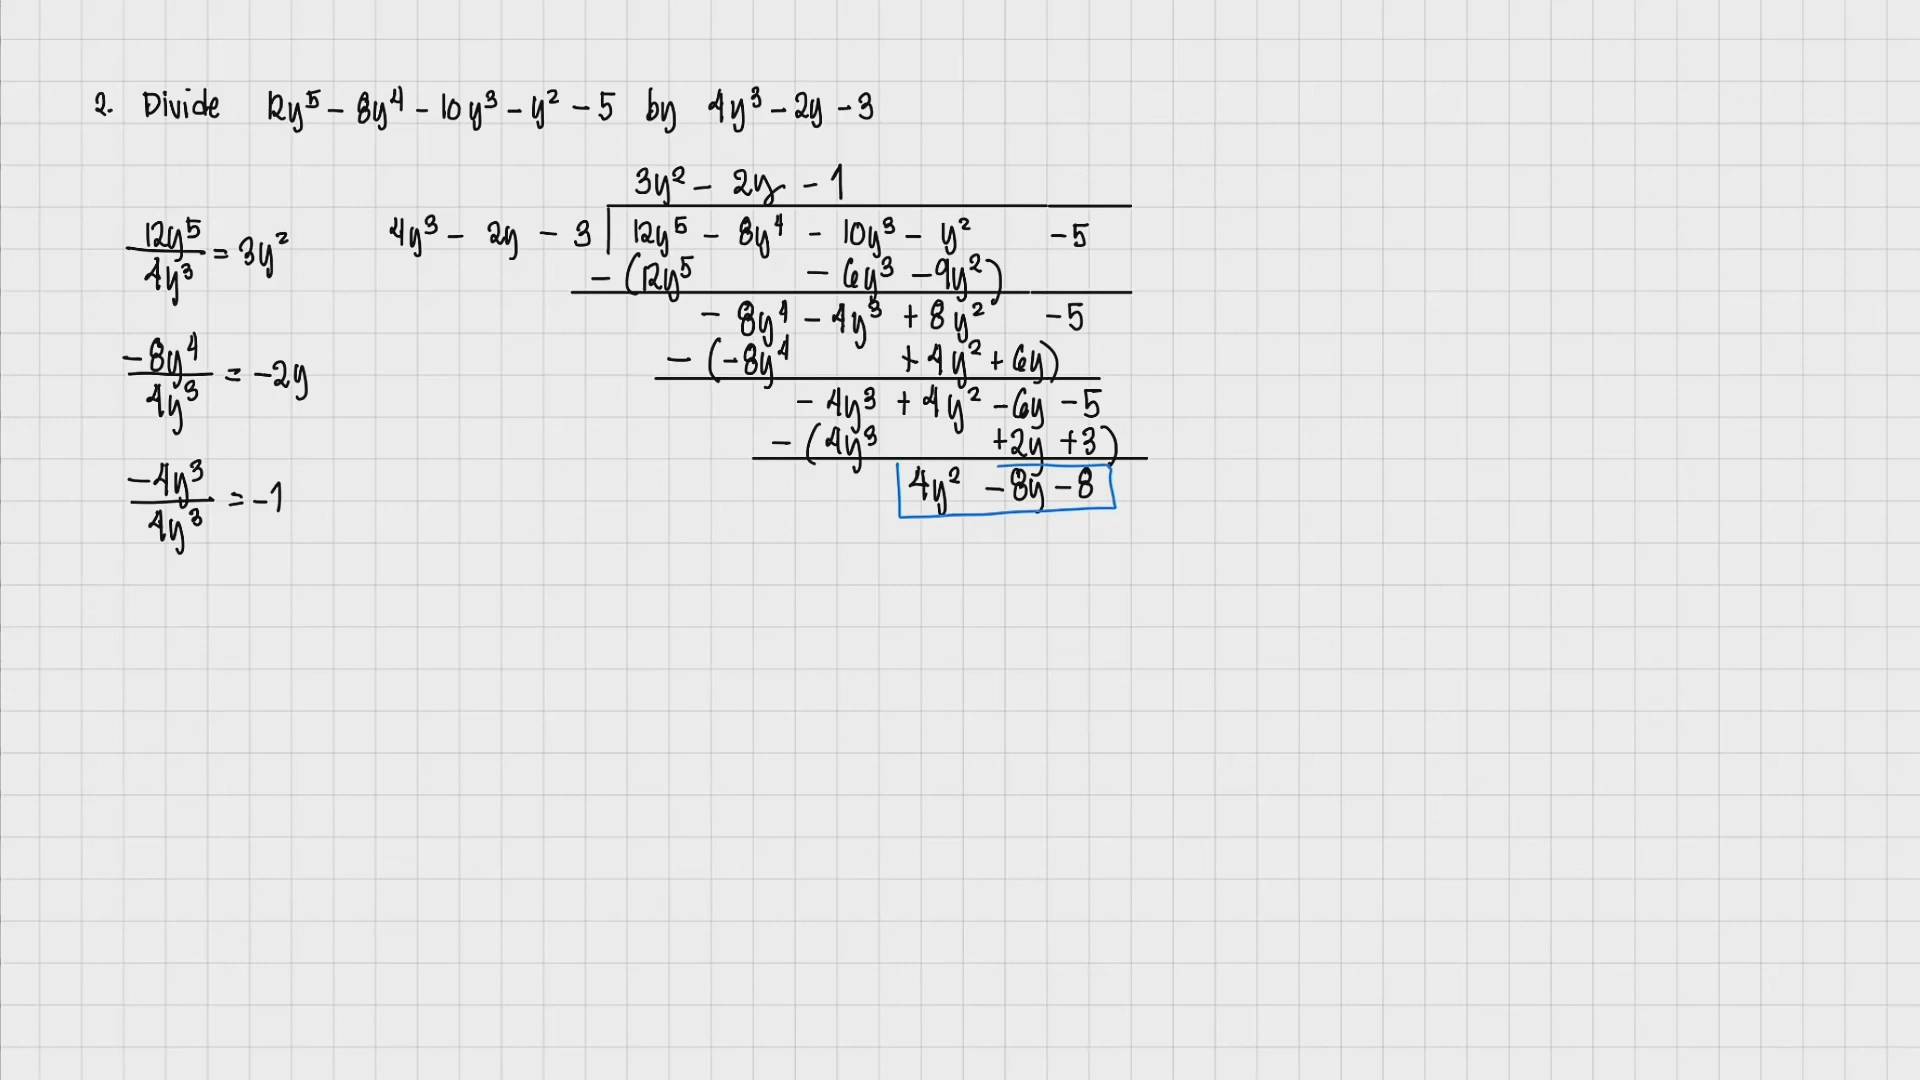 2. Divide 12y⁵ - 8y⁴ - 10y³ - y² - 5 by 4y³ - 2y - 3
3y² - 2y - 1
12y⁵/4y³ = 3y²
4y³ - 2y - 3 | 12y⁵ - 8y⁴ - 10y³ - y² - 5
- (12y⁵ - 6y³ - 9y²)
- 8y⁴ - 4y³ + 8y² - 5
-8y⁴/4y³ = -2y
- (-8y⁴ + 4y² + 6y)
- 4y³ + 4y² - 6y - 5
- (4y³ + 2y + 3)
-4y³/4y³ = -1
4y² - 8y - 8